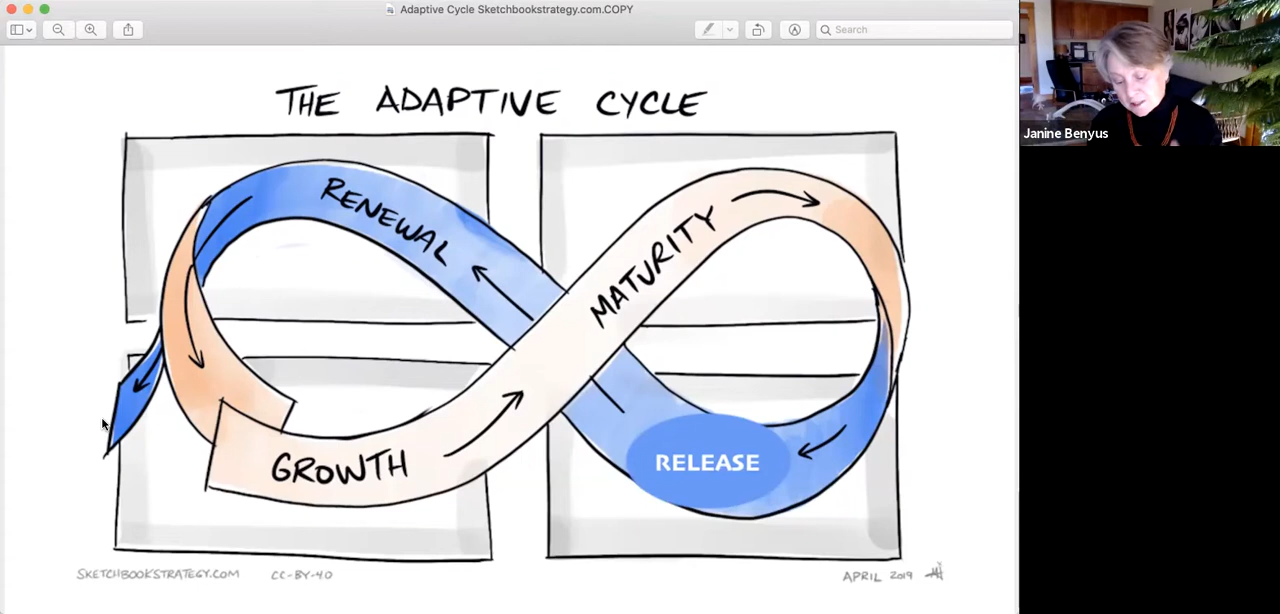 Adaptive Cycle Sketchbookstrategy.com.COPY
Search
Janine Benyus
THE ADAPTIVE CYCLE
RENEWAL
MATURITY
GROWTH
RELEASE
SKETCHBOOKSTRATEGY.COM CC-BY-4.0
APRIL 2019